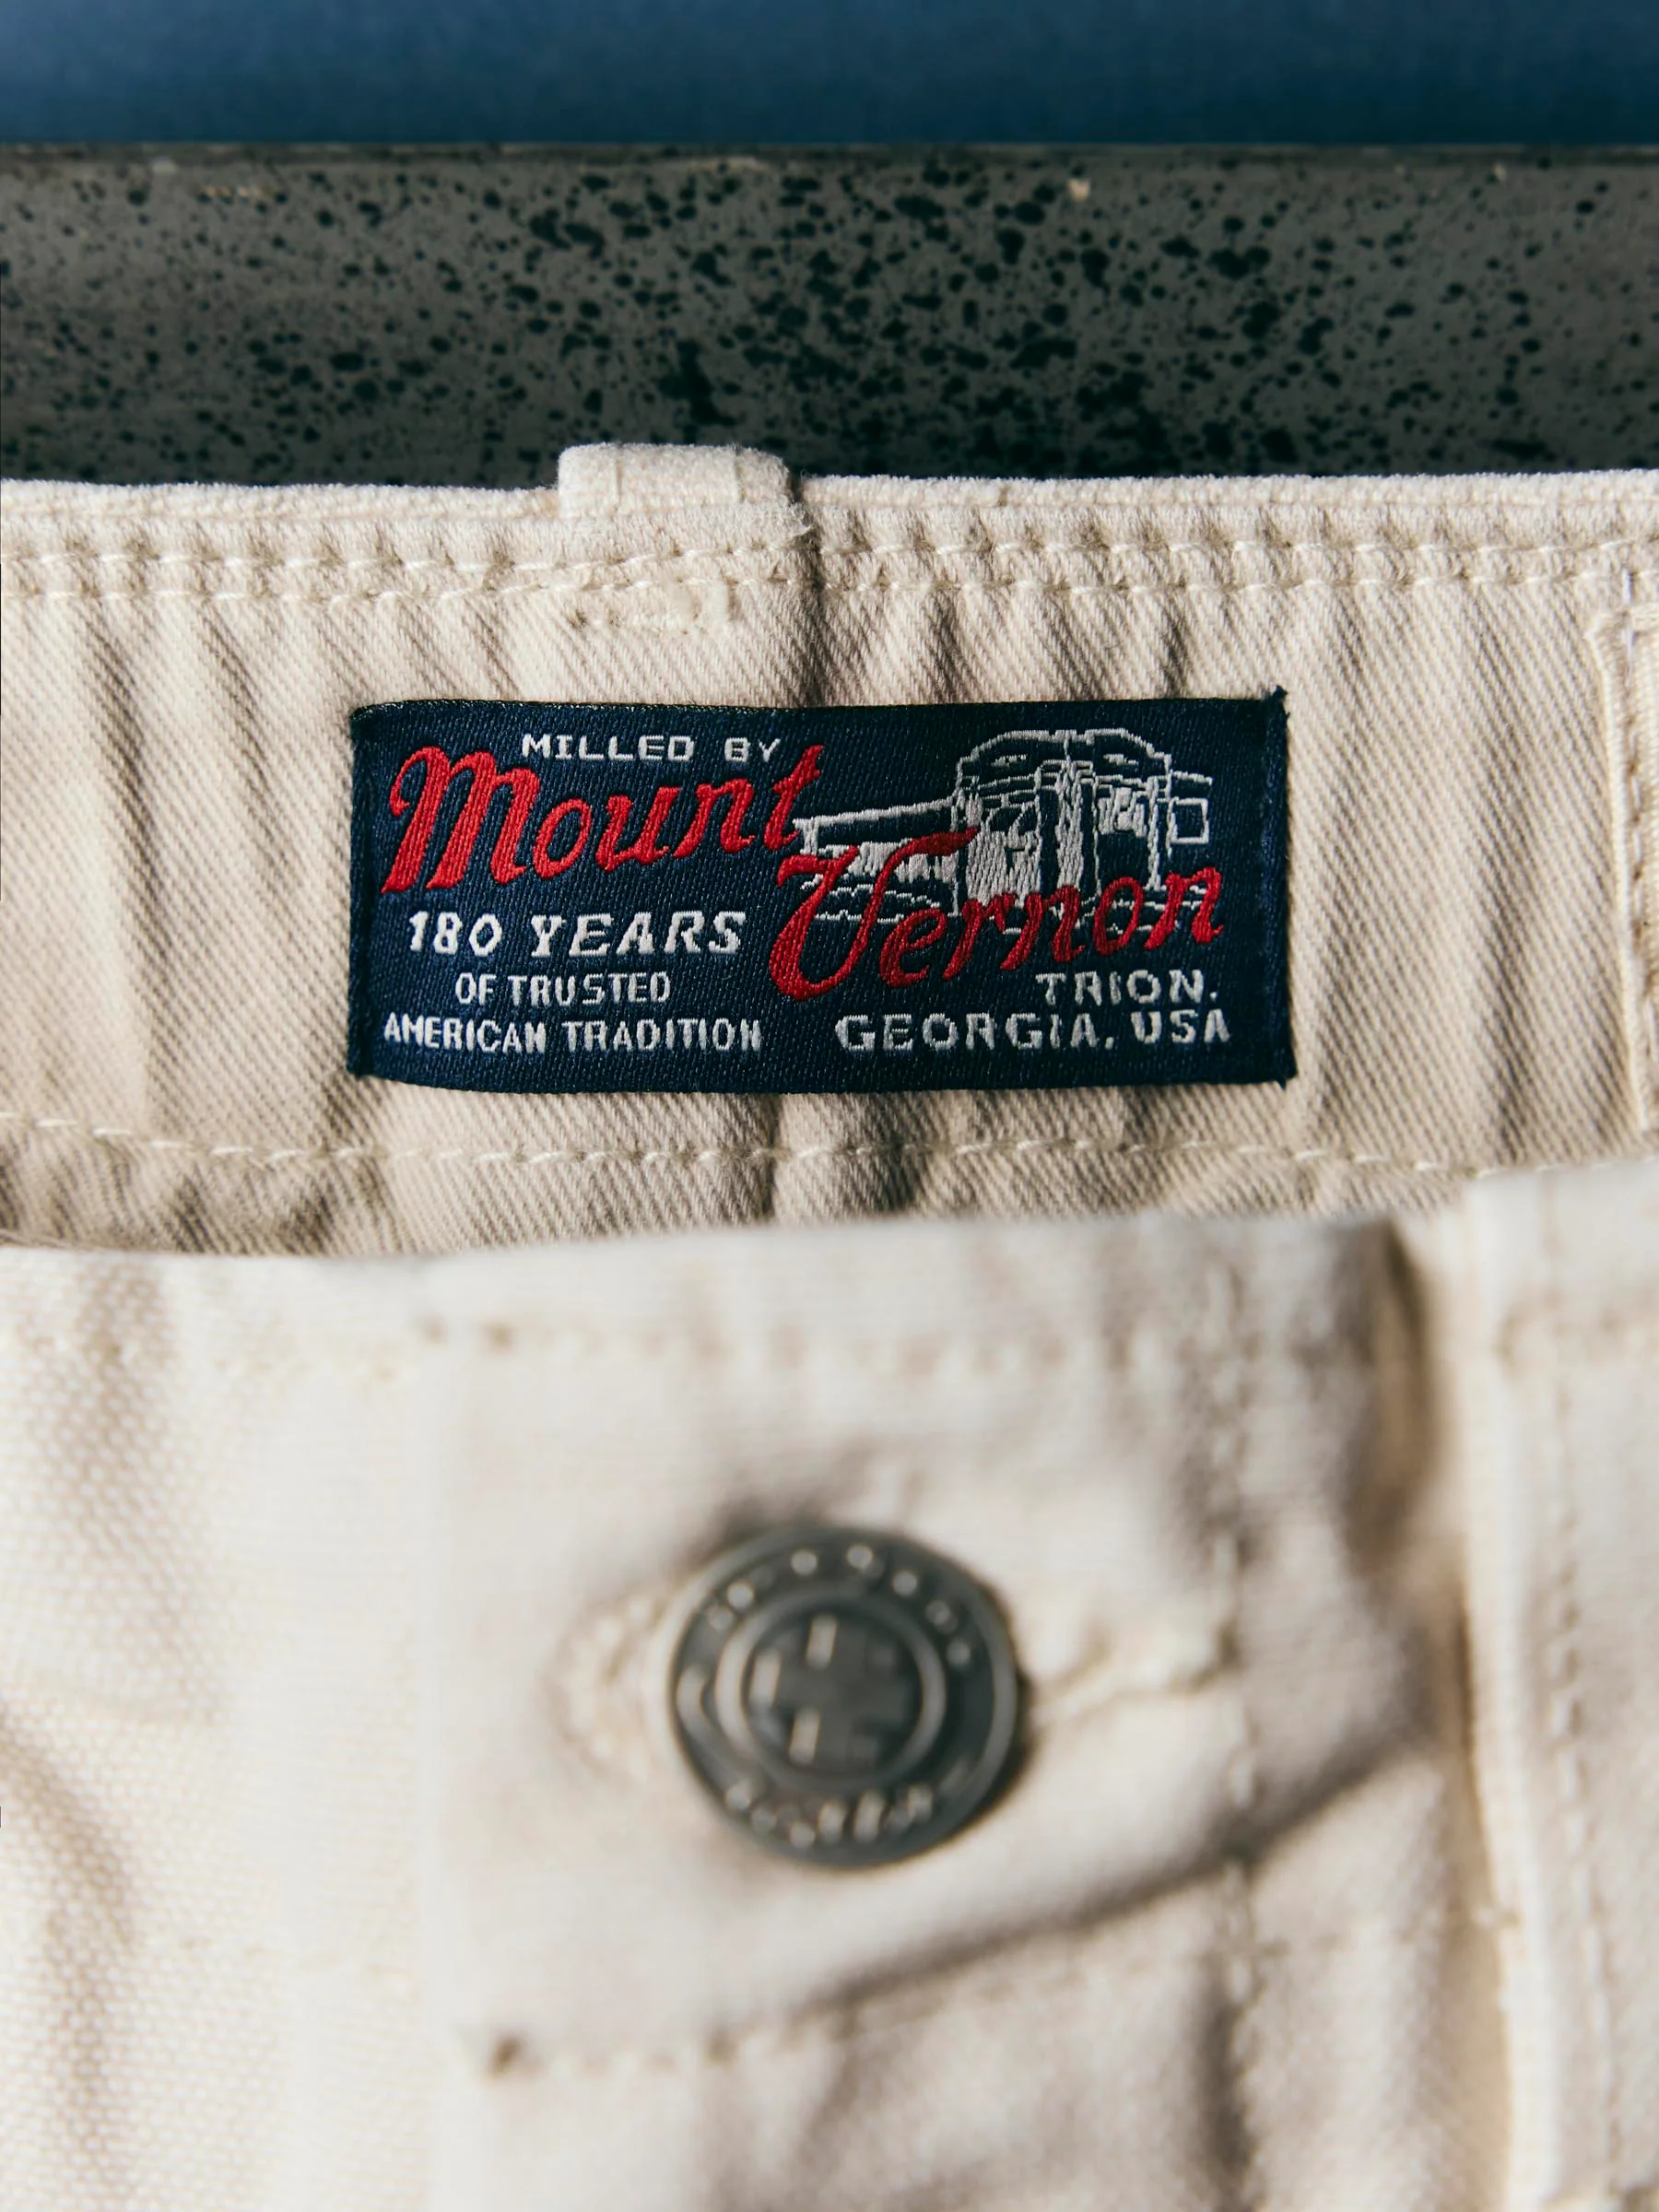 MILLED BY
Mount
Vernon
180 YEARS
OF TRUSTED
AMERICAN TRADITION
TRION.
GEORGIA, USA